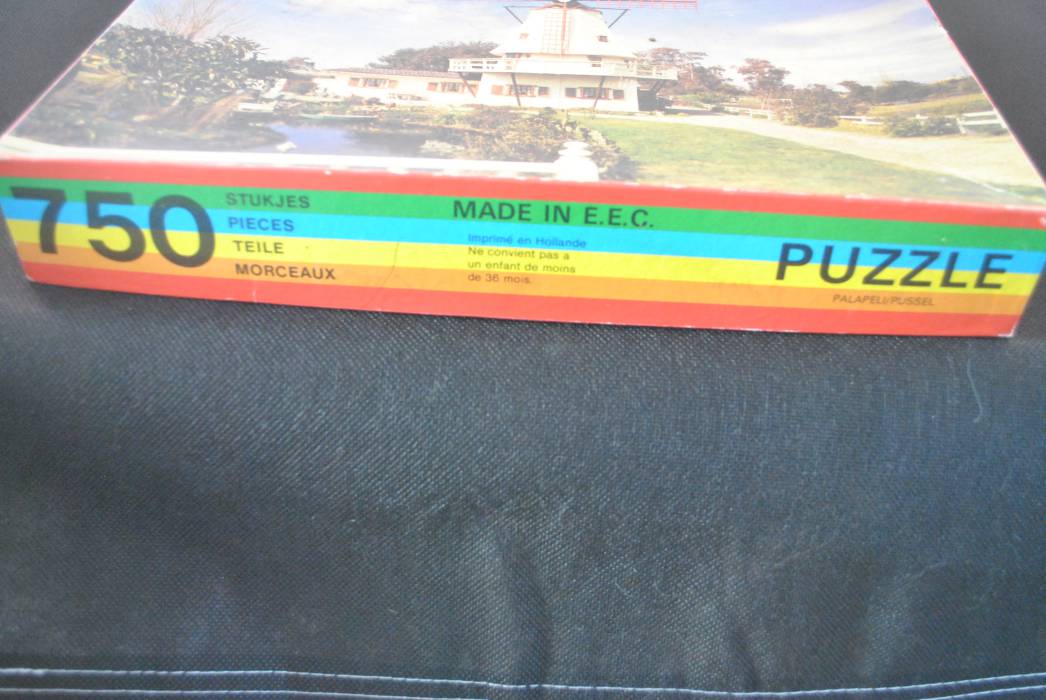 750
STUKJES
PIECES
TEILE
MORCEAUX
MADE IN E.E.C.
Imprimé en Hollande
Ne convient pas a
un enfant de moins
de 36 mois.
PUZZLE
PALAPELI/PUSSEL